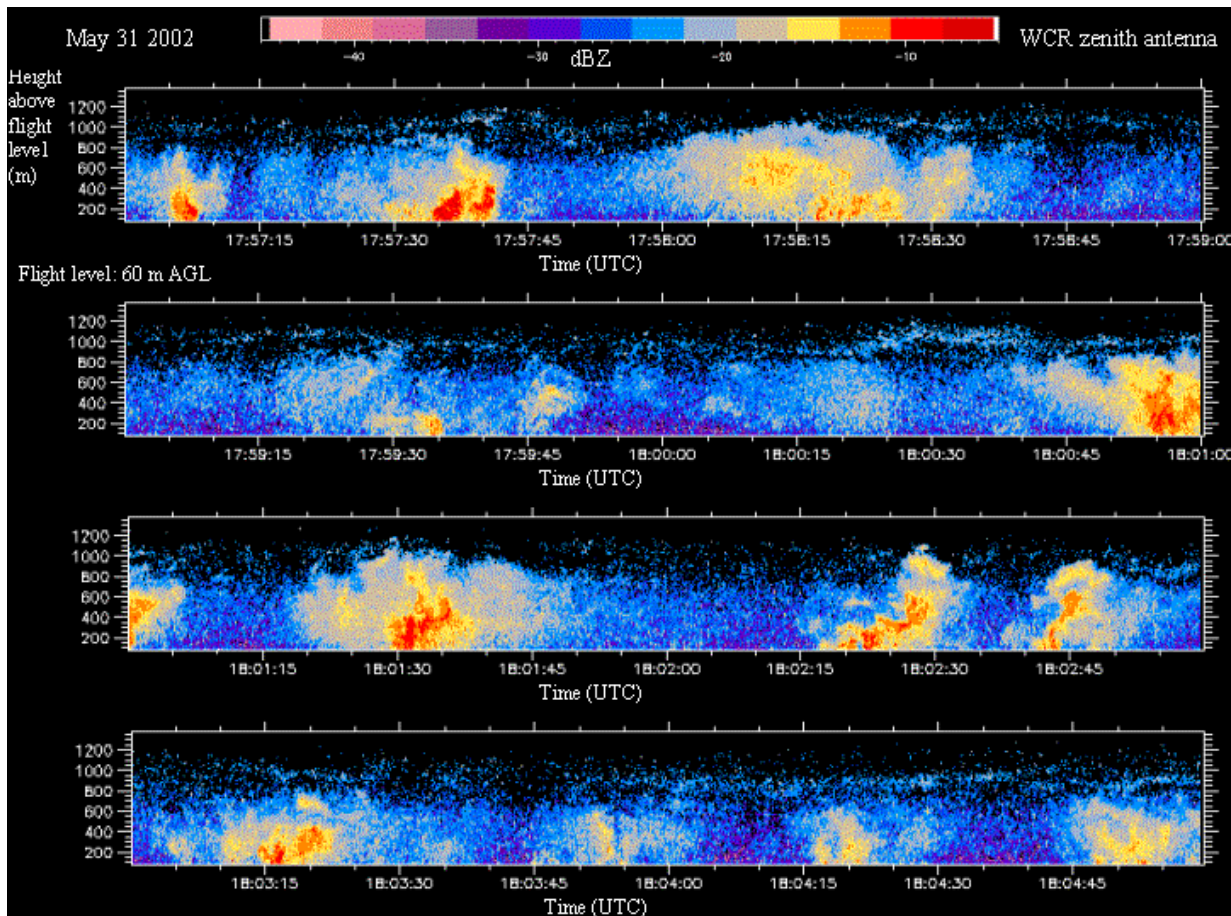 May 31 2002
WCR zenith antenna
-40 -30 -20 -10
dBZ
Height
above
flight
level
(m)
1200
1000
800
600
400
200
17:57:15 17:57:30 17:57:45 17:58:00 17:58:15 17:58:30 17:58:45 17:59:00
Time (UTC)
Flight level: 60 m AGL
1200
1000
800
600
400
200
17:59:15 17:59:30 17:59:45 18:00:00 18:00:15 18:00:30 18:00:45 18:01:00
Time (UTC)
1200
1000
800
600
400
200
18:01:15 18:01:30 18:01:45 18:02:00 18:02:15 18:02:30 18:02:45
Time (UTC)
1200
1000
800
600
400
200
18:03:15 18:03:30 18:03:45 18:04:00 18:04:15 18:04:30 18:04:45
Time (UTC)